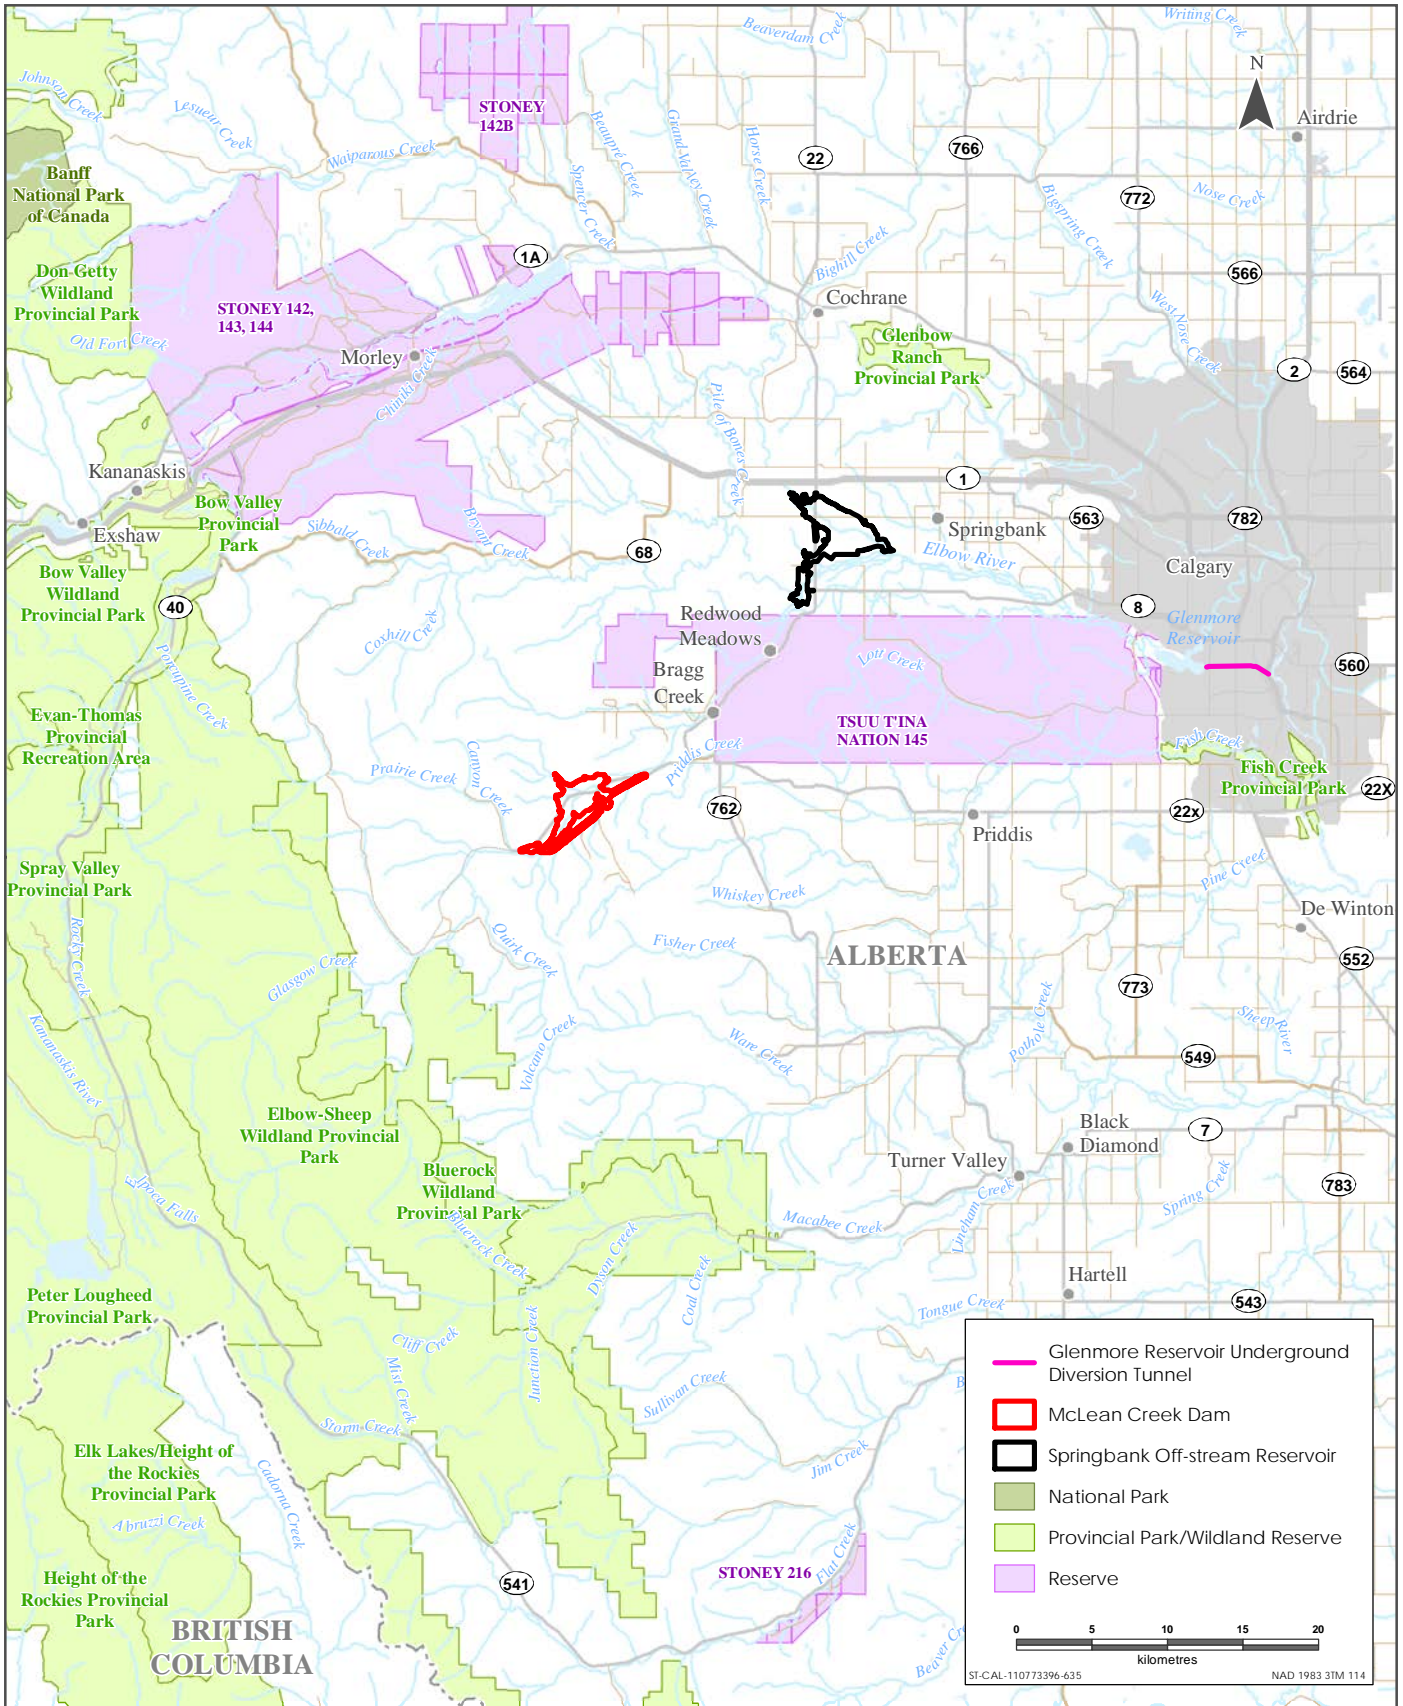 Writing Creek
Beaverdam Creek
N
Airdrie
Johnson Creek
Lesueur Creek
STONEY
142B
Beaupré Creek
Grand Valley Creek
Horse Creek
22
766
Waiparous Creek
Spencer Creek
Banff
National Park
of Canada
Bigspring Creek
772
Nose Creek
1A
Bighill Creek
566
Don Getty
Wildland
Provincial Park
STONEY 142,
143, 144
Cochrane
West Nose Creek
Old Fort Creek
Morley
Chiniki Creek
Glenbow
Ranch
Provincial Park
2
564
Pile of Bones Creek
Kananaskis
1
Bow Valley
Provincial
Park
Exshaw
Sibbald Creek
Bryant Creek
68
Springbank
563
782
Elbow River
Calgary
Bow Valley
Wildland
Provincial Park
40
Redwood
Meadows
8
Glenmore
Reservoir
Coxhill Creek
Porcupine Creek
Bragg
Creek
Lott Creek
560
Evan-Thomas
Provincial
Recreation Area
TSUU T'INA
NATION 145
Canyon Creek
Prairie Creek
Priddis Creek
Fish Creek
Fish Creek
Provincial Park
762
22x
22X
Priddis
Spray Valley
Provincial Park
Whiskey Creek
Pine Creek
De Winton
Rocky Creek
Quirk Creek
Fisher Creek
ALBERTA
552
Glasgow Creek
773
Kananaskis River
Volcano Creek
Ware Creek
Pothole Creek
Sheep River
549
Elbow-Sheep
Wildland Provincial
Park
Black
Diamond
7
Turner Valley
Bluerock
Wildland
Provincial Park
Elpoca Falls
Bluerock Creek
Macabee Creek
Lineham Creek
Spring Creek
783
Dyson Creek
Coal Creek
Hartell
Peter Lougheed
Provincial Park
Tongue Creek
543
Cliff Creek
Mist Creek
Junction Creek
Sullivan Creek
Storm Creek
Jim Creek
Elk Lakes/Height of
the Rockies
Provincial Park
Cadorna Creek
Abruzzi Creek
Height of the
Rockies Provincial
Park
541
STONEY 216
Flat Creek
BRITISH
COLUMBIA
B
Beaver Cre
Glenmore Reservoir Underground
Diversion Tunnel
McLean Creek Dam
Springbank Off-stream Reservoir
National Park
Provincial Park/Wildland Reserve
Reserve
0 5 10 15 20
kilometres
ST-CAL-110773396-635 NAD 1983 3TM 114